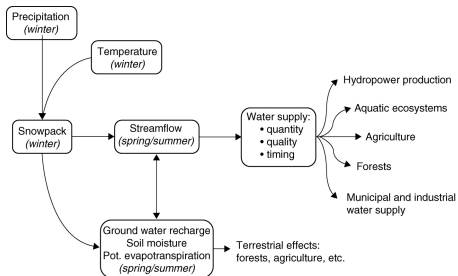 Precipitation
(winter)
Temperature
(winter)
Snowpack
(winter)
Streamflow
(spring/summer)
Water supply:
• quantity
• quality
• timing
Hydropower production
Aquatic ecosystems
Agriculture
Forests
Municipal and industrial
water supply
Ground water recharge
Soil moisture
Pot. evapotranspiration
(spring/summer)
Terrestrial effects:
forests, agriculture, etc.